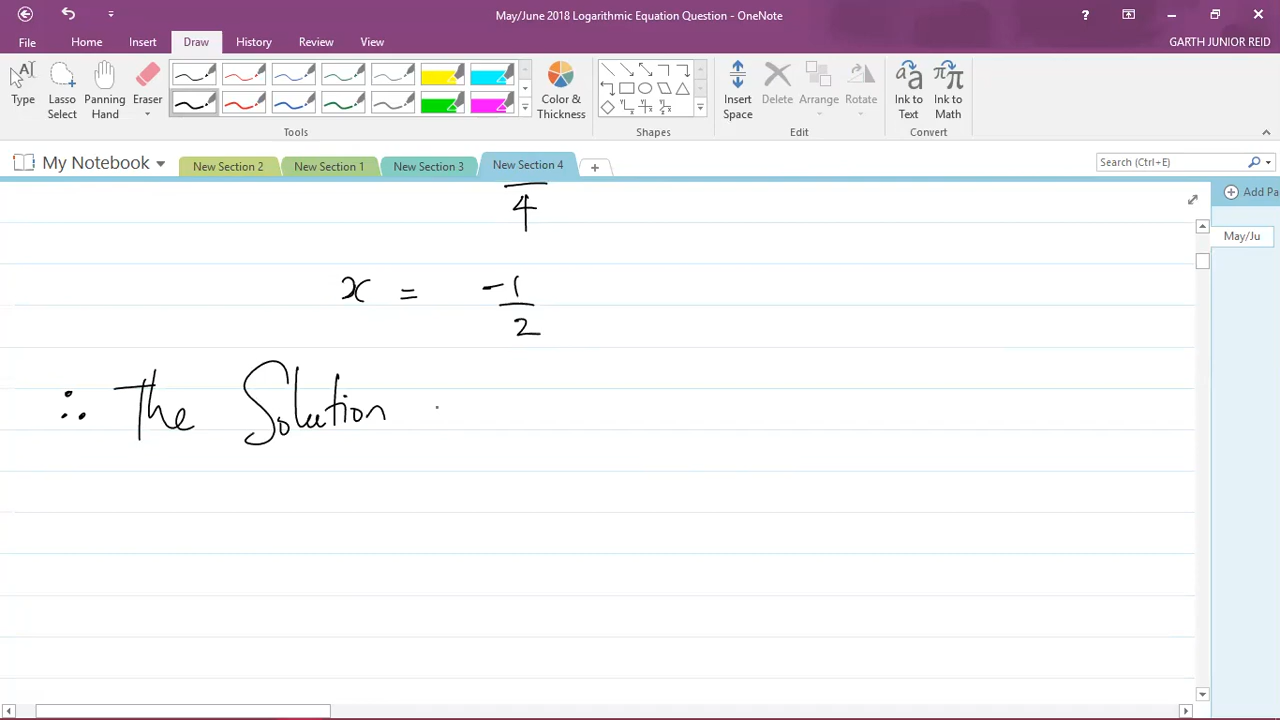 May/June 2018 Logarithmic Equation Question - OneNote
File Home Insert Draw History Review View GARTH JUNIOR REID
Type Lasso Select Panning Hand Eraser Color & Thickness Insert Space Delete Arrange Rotate Ink to Text Ink to Math
Tools Shapes Edit Convert
My Notebook New Section 2 New Section 1 New Section 3 New Section 4 Search (Ctrl+E)
Add Pa
May/Ju
4
x = -1/2
∴ The Solution